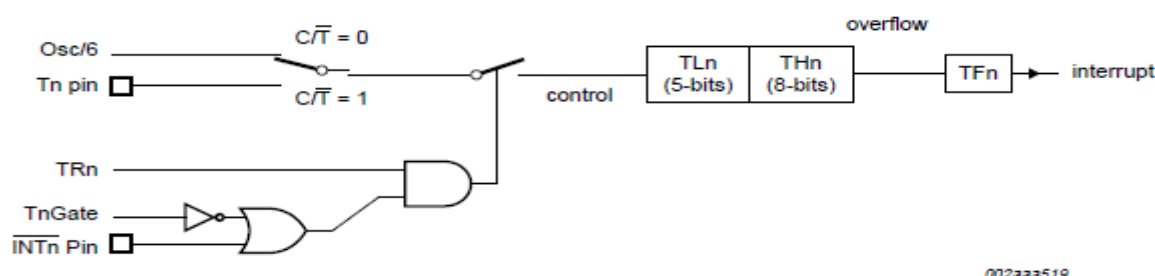 overflow
Osc/6
C/T̅ = 0
Tn pin
C/T̅ = 1
control
TLn
(5-bits)
THn
(8-bits)
TFn
interrupt
TRn
TnGate
I̅N̅T̅n̅ Pin
002aaa519